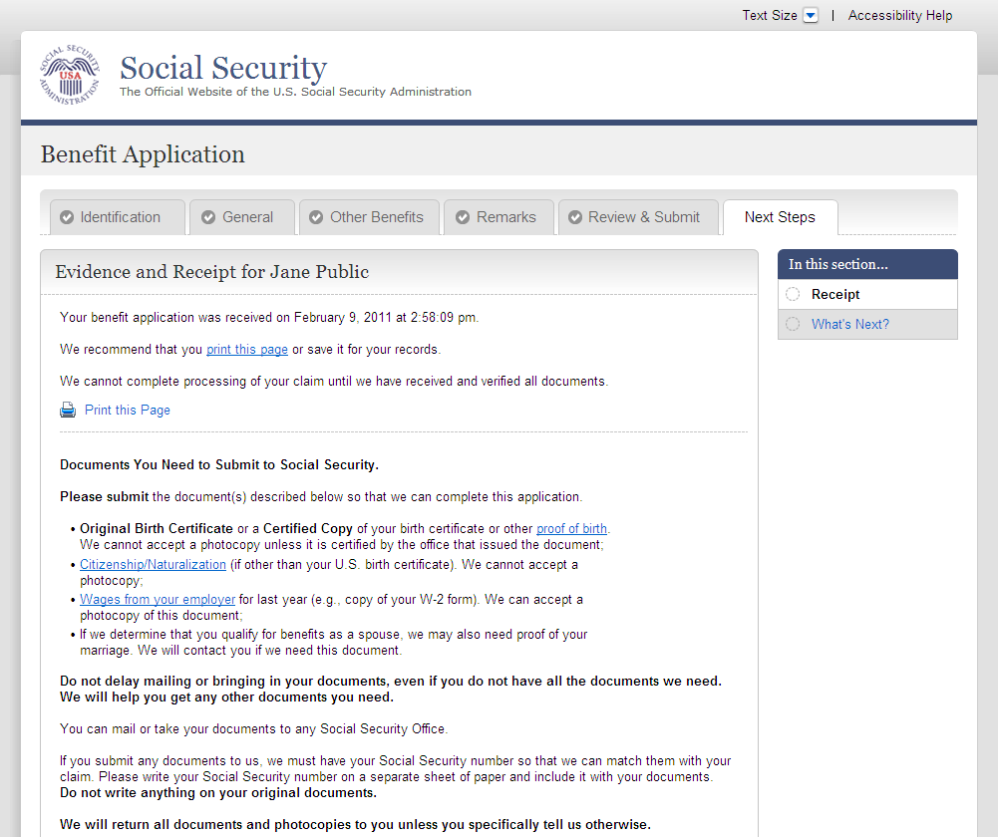 Text Size | Accessibility Help
SOCIAL SECURITY ADMINISTRATION
USA
Social Security
The Official Website of the U.S. Social Security Administration
Benefit Application
Identification General Other Benefits Remarks Review & Submit Next Steps
Evidence and Receipt for Jane Public
In this section...
Receipt
What's Next?
Your benefit application was received on February 9, 2011 at 2:58:09 pm.
We recommend that you print this page or save it for your records.
We cannot complete processing of your claim until we have received and verified all documents.
Print this Page
Documents You Need to Submit to Social Security.
Please submit the document(s) described below so that we can complete this application.
• Original Birth Certificate or a Certified Copy of your birth certificate or other proof of birth.
We cannot accept a photocopy unless it is certified by the office that issued the document;
• Citizenship/Naturalization (if other than your U.S. birth certificate). We cannot accept a
photocopy;
• Wages from your employer for last year (e.g., copy of your W-2 form). We can accept a
photocopy of this document;
• If we determine that you qualify for benefits as a spouse, we may also need proof of your
marriage. We will contact you if we need this document.
Do not delay mailing or bringing in your documents, even if you do not have all the documents we need.
We will help you get any other documents you need.
You can mail or take your documents to any Social Security Office.
If you submit any documents to us, we must have your Social Security number so that we can match them with your
claim. Please write your Social Security number on a separate sheet of paper and include it with your documents.
Do not write anything on your original documents.
We will return all documents and photocopies to you unless you specifically tell us otherwise.